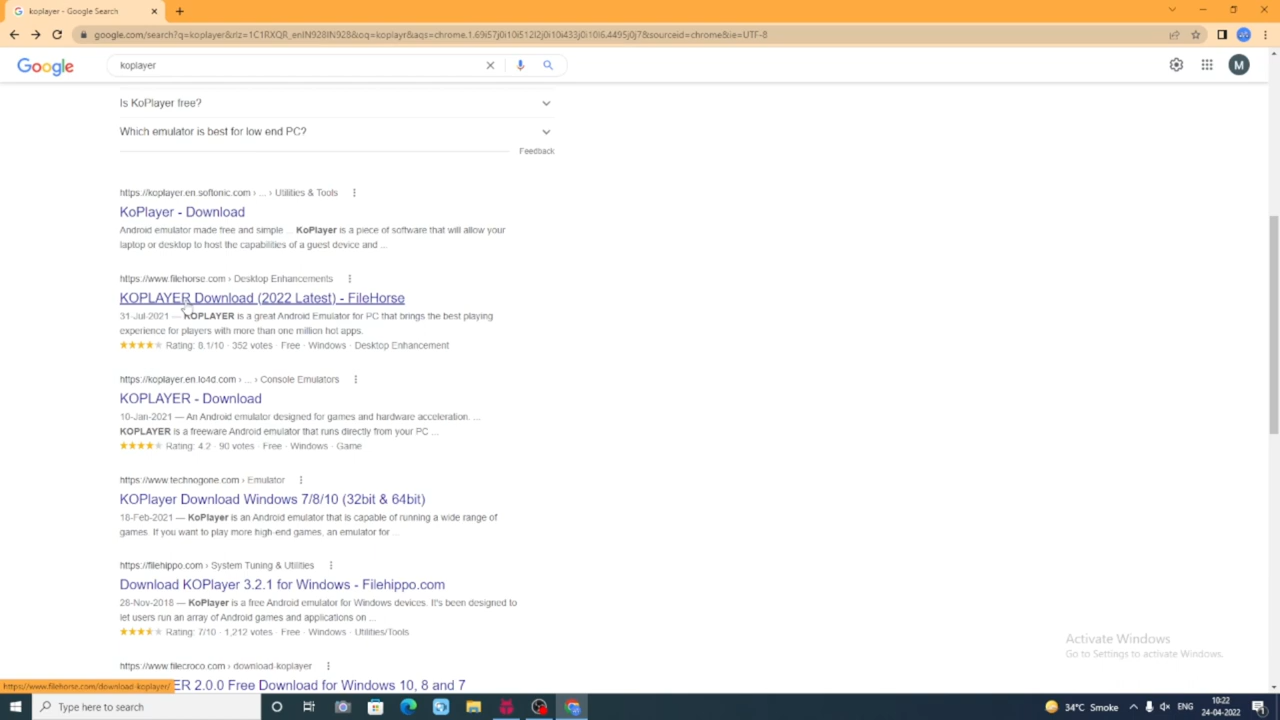 koplayer - Google Search
google.com/search?q=koplayer&rlz=1C1RXQR_enIN928IN928&oq=koplayr&aqs=chrome.1.69i57j0i10i512l2j0i10i433j0i10l6.4495j0j7&sourceid=chrome&ie=UTF-8
Google
koplayer
M
Is KoPlayer free?
Which emulator is best for low end PC?
Feedback
https://koplayer.en.softonic.com › ... › Utilities & Tools
KoPlayer - Download
Android emulator made free and simple ... KoPlayer is a piece of software that will allow your
laptop or desktop to host the capabilities of a guest device and ...
https://www.filehorse.com › Desktop Enhancements
KOPLAYER Download (2022 Latest) - FileHorse
31-Jul-2021 — KOPLAYER is a great Android Emulator for PC that brings the best playing
experience for players with more than one million hot apps.
Rating: 8.1/10 · 352 votes · Free · Windows · Desktop Enhancement
https://koplayer.en.lo4d.com › ... › Console Emulators
KOPLAYER - Download
10-Jan-2021 — An Android emulator designed for games and hardware acceleration. ...
KOPLAYER is a freeware Android emulator that runs directly from your PC ...
Rating: 4.2 · 90 votes · Free · Windows · Game
https://www.technogone.com › Emulator
KOPlayer Download Windows 7/8/10 (32bit & 64bit)
18-Feb-2021 — KoPlayer is an Android emulator that is capable of running a wide range of
games. If you want to play more high-end games, an emulator for ...
https://filehippo.com › System Tuning & Utilities
Download KOPlayer 3.2.1 for Windows - Filehippo.com
28-Nov-2018 — KoPlayer is a free Android emulator for Windows devices. It's been designed to
let users run an array of Android games and applications on ...
Rating: 7/10 · 1,212 votes · Free · Windows · Utilities/Tools
Activate Windows
Go to Settings to activate Windows.
https://www.filecroco.com › download-koplayer
https://www.filehorse.com/download-koplayer/
ER 2.0.0 Free Download for Windows 10, 8 and 7
Type here to search
34°C Smoke
ENG
10:22
24-04-2022